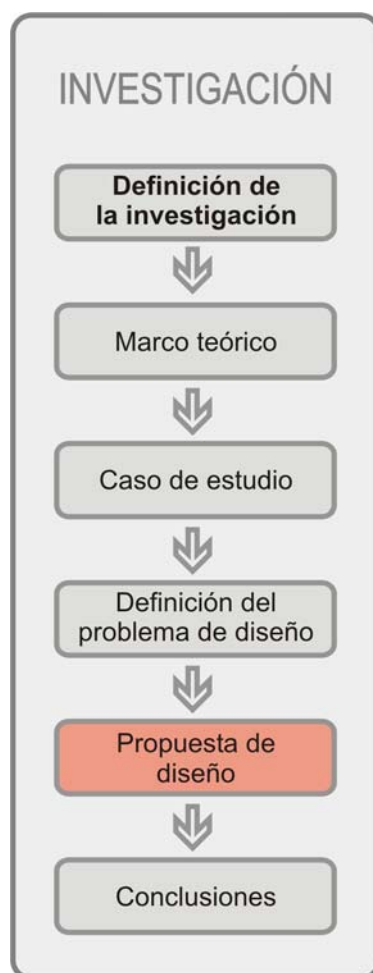 INVESTIGACIÓN
Definición de
la investigación
Marco teórico
Caso de estudio
Definición del
problema de diseño
Propuesta de
diseño
Conclusiones